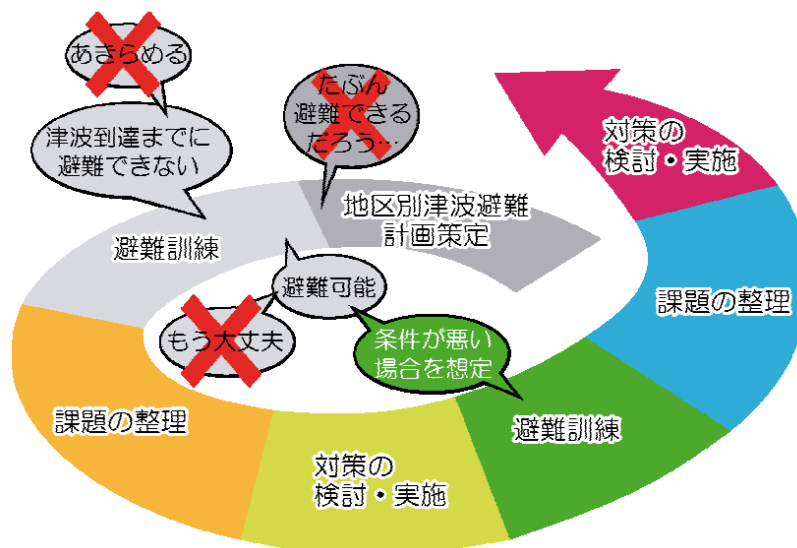 あきらめる
津波到達までに
避難できない
たぶん
避難できる
だろう…
地区別津波避難
計画策定
避難訓練
避難可能
もう大丈夫
条件が悪い
場合を想定
課題の整理
対策の
検討・実施
避難訓練
課題の整理
対策の
検討・実施